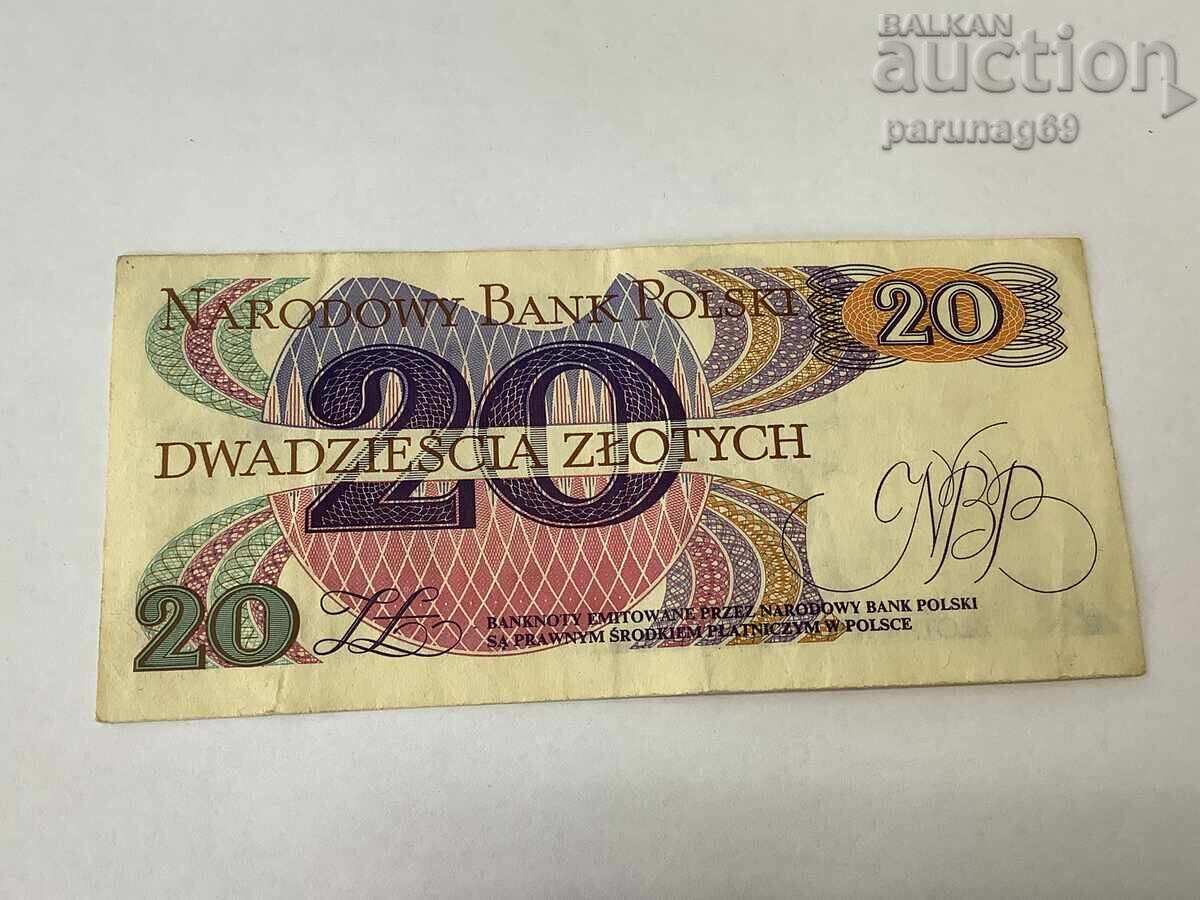 BALKAN
auction
parunag69
NARODOWY BANK POLSKI
20
20
DWADZIEŚCIA ZŁOTYCH
NBP
20
ZŁ
BANKNOTY EMITOWANE PRZEZ NARODOWY BANK POLSKI
SĄ PRAWNYM ŚRODKIEM PŁATNICZYM W POLSCE